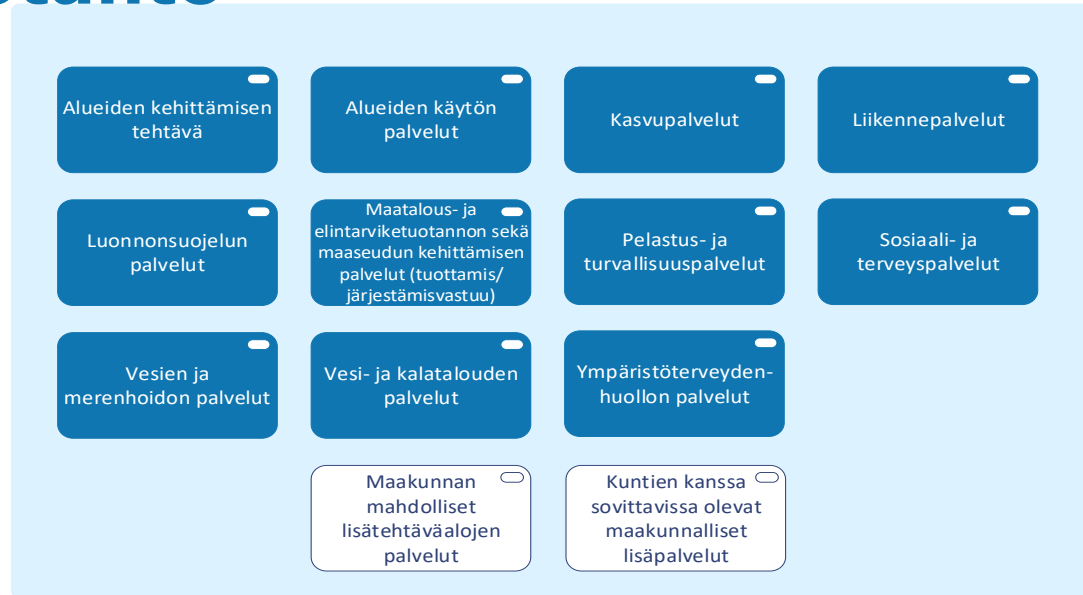 Alueiden kehittämisen
tehtävä
Alueiden käytön
palvelut
Kasvupalvelut
Liikennepalvelut
Luonnonsuojelun
palvelut
Maatalous- ja
elintarviketuotannon sekä
maaseudun kehittämisen
palvelut (tuottamis/
järjestämisvastuu)
Pelastus- ja
turvallisuuspalvelut
Sosiaali- ja
terveyspalvelut
Vesien ja
merenhoidon palvelut
Vesi- ja kalatalouden
palvelut
Ympäristöterveyden-
huollon palvelut
Maakunnan
mahdolliset
lisätehtäväalojen
palvelut
Kuntien kanssa
sovittavissa olevat
maakunnalliset
lisäpalvelut